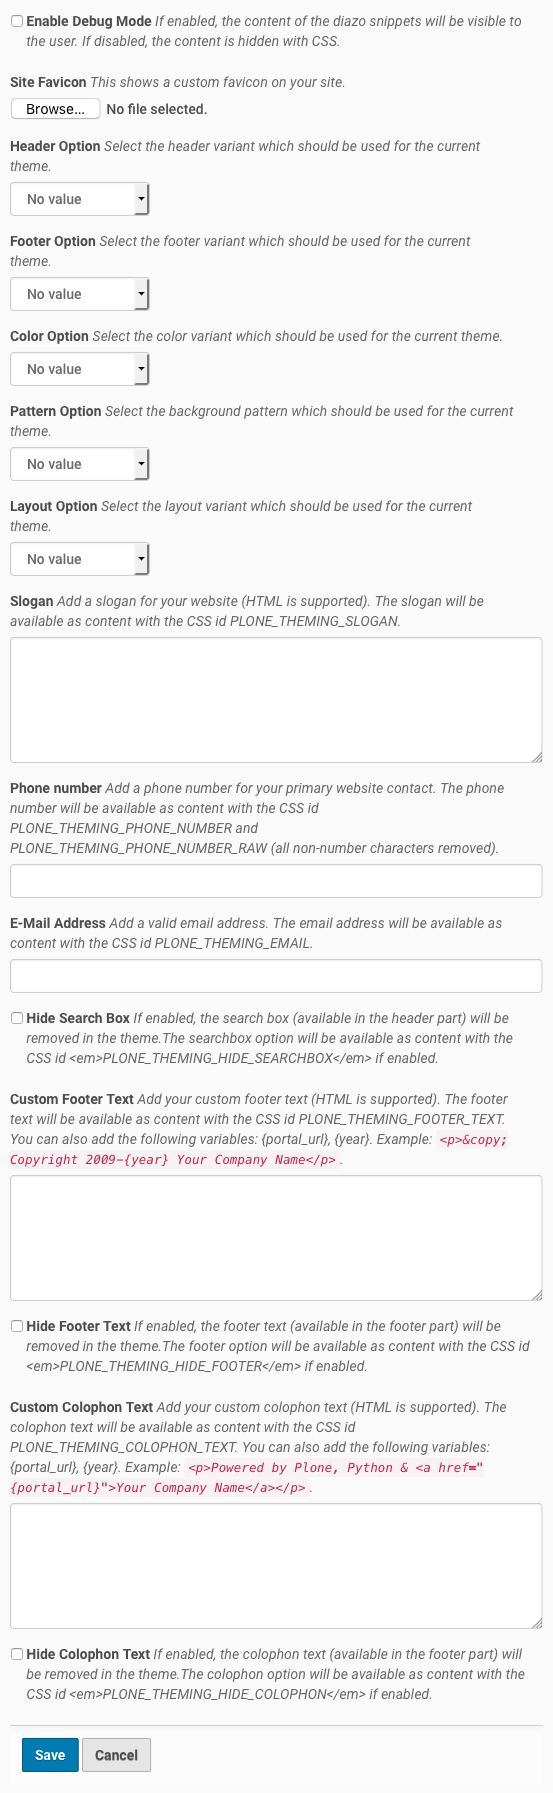 Enable Debug Mode If enabled, the content of the diazo snippets will be visible to
the user. If disabled, the content is hidden with CSS.
Site Favicon This shows a custom favicon on your site.
Browse... No file selected.
Header Option Select the header variant which should be used for the current
theme.
No value
Footer Option Select the footer variant which should be used for the current
theme.
No value
Color Option Select the color variant which should be used for the current theme.
No value
Pattern Option Select the background pattern which should be used for the current
theme.
No value
Layout Option Select the layout variant which should be used for the current
theme.
No value
Slogan Add a slogan for your website (HTML is supported). The slogan will be
available as content with the CSS id PLONE_THEMING_SLOGAN.
Phone number Add a phone number for your primary website contact. The phone
number will be available as content with the CSS id
PLONE_THEMING_PHONE_NUMBER and
PLONE_THEMING_PHONE_NUMBER_RAW (all non-number characters removed).
E-Mail Address Add a valid email address. The email address will be available as
content with the CSS id PLONE_THEMING_EMAIL.
Hide Search Box If enabled, the search box (available in the header part) will be
removed in the theme.The searchbox option will be available as content with the
CSS id <em>PLONE_THEMING_HIDE_SEARCHBOX</em> if enabled.
Custom Footer Text Add your custom footer text (HTML is supported). The footer
text will be available as content with the CSS id PLONE_THEMING_FOOTER_TEXT.
You can also add the following variables: {portal_url}, {year}. Example: <p>&copy;
Copyright 2009-{year} Your Company Name</p>.
Hide Footer Text If enabled, the footer text (available in the footer part) will be
removed in the theme.The footer option will be available as content with the CSS id
<em>PLONE_THEMING_HIDE_FOOTER</em> if enabled.
Custom Colophon Text Add your custom colophon text (HTML is supported). The
colophon text will be available as content with the CSS id
PLONE_THEMING_COLOPHON_TEXT. You can also add the following variables:
{portal_url}, {year}. Example: <p>Powered by Plone, Python & <a href="
{portal_url}">Your Company Name</a></p>.
Hide Colophon Text If enabled, the colophon text (available in the footer part) will
be removed in the theme.The colophon option will be available as content with the
CSS id <em>PLONE_THEMING_HIDE_COLOPHON</em> if enabled.
Save Cancel